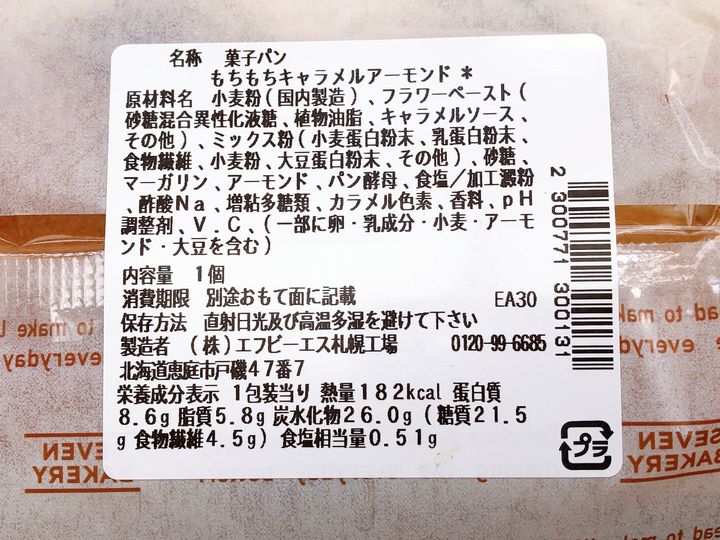 名称 菓子パン
もちもちキャラメルアーモンド＊
原材料名 小麦粉(国内製造)、フラワーペースト(
砂糖混合異性化液糖、植物油脂、キャラメルソース、
その他)、ミックス粉(小麦蛋白粉末、乳蛋白粉末、
食物繊維、小麦粉、大豆蛋白粉末、その他)、砂糖、
マーガリン、アーモンド、パン酵母、食塩／加工澱粉
、酢酸Ｎａ、増粘多糖類、カラメル色素、香料、ｐＨ
調整剤、Ｖ．Ｃ、(一部に卵・乳成分・小麦・アーモ
ンド・大豆を含む)
内容量 1個
消費期限 別途おもて面に記載 EA30
保存方法 直射日光及び高温多湿を避けて下さい
製造者 (株)エフビーエス札幌工場 0120-99-6685
北海道恵庭市戸磯４７番７
栄養成分表示 1包装当り 熱量182kcal 蛋白質
8.6g 脂質5.8g 炭水化物26.0g (糖質21.5
g 食物繊維4.5g) 食塩相当量0.51g
2 300771 300131
プラ
SEVEN
BAKERY
SEVEN
BAKERY
ad to make
everyday
ad to make
everyday